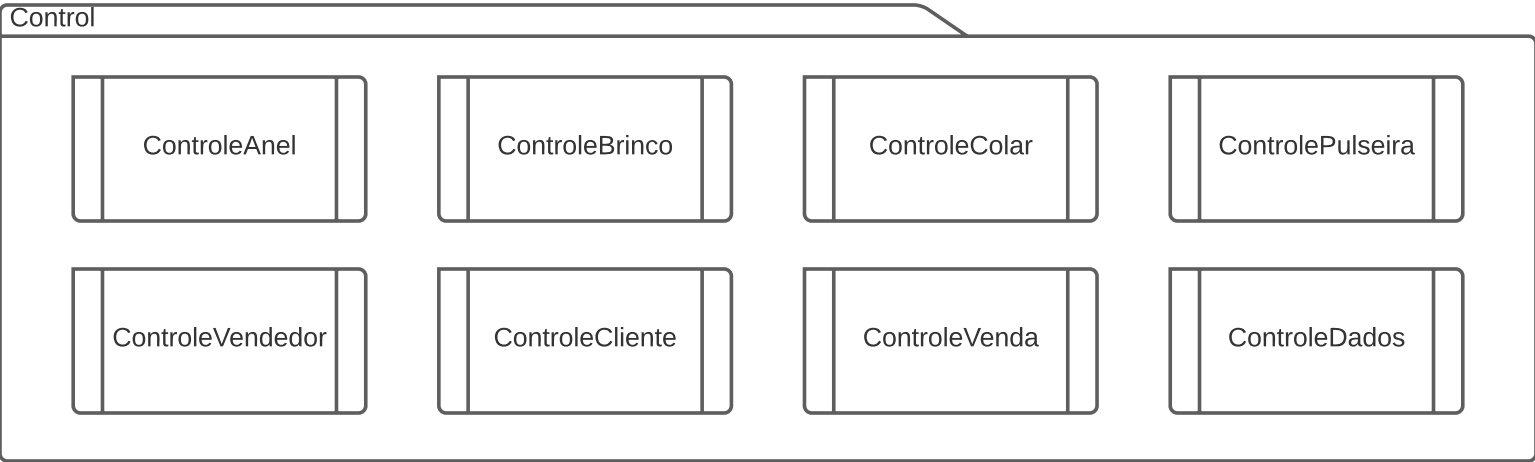 Control
ControleAnel
ControleBrinco
ControleColar
ControlePulseira
ControleVendedor
ControleCliente
ControleVenda
ControleDados